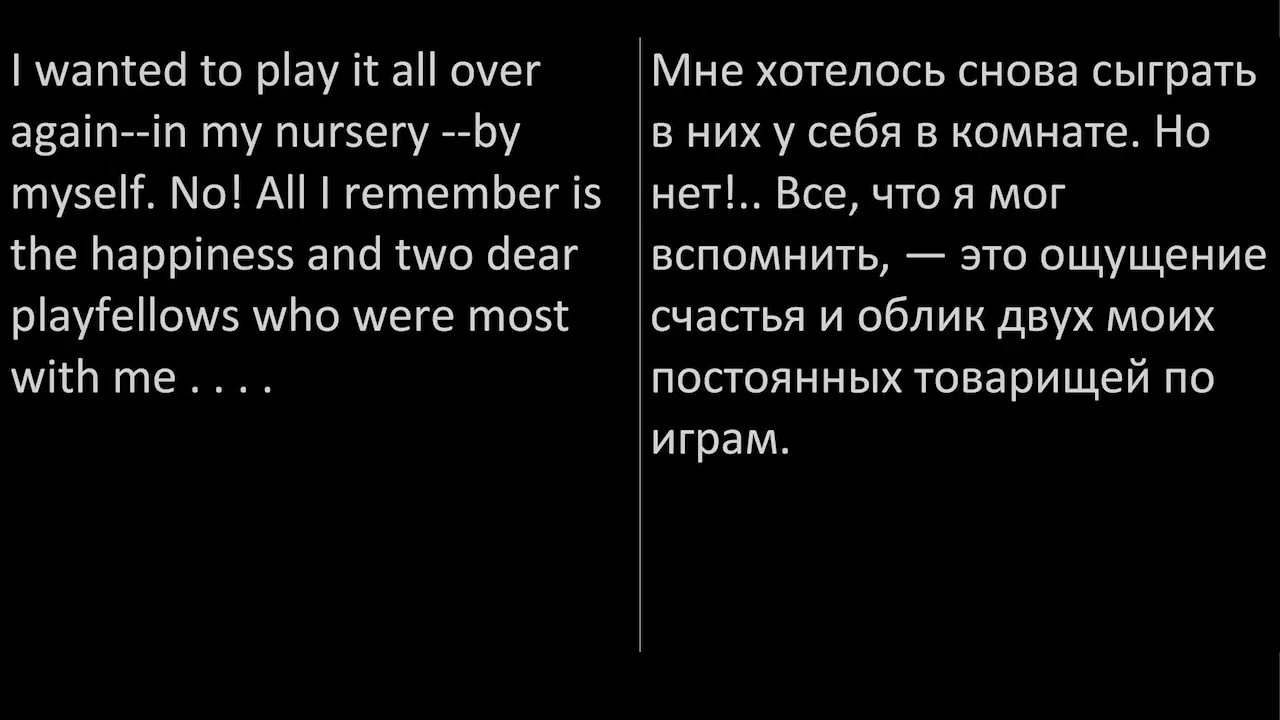 I wanted to play it all over
again--in my nursery --by
myself. No! All I remember is
the happiness and two dear
playfellows who were most
with me . . . .
Мне хотелось снова сыграть
в них у себя в комнате. Но
нет!.. Все, что я мог
вспомнить, — это ощущение
счастья и облик двух моих
постоянных товарищей по
играм.